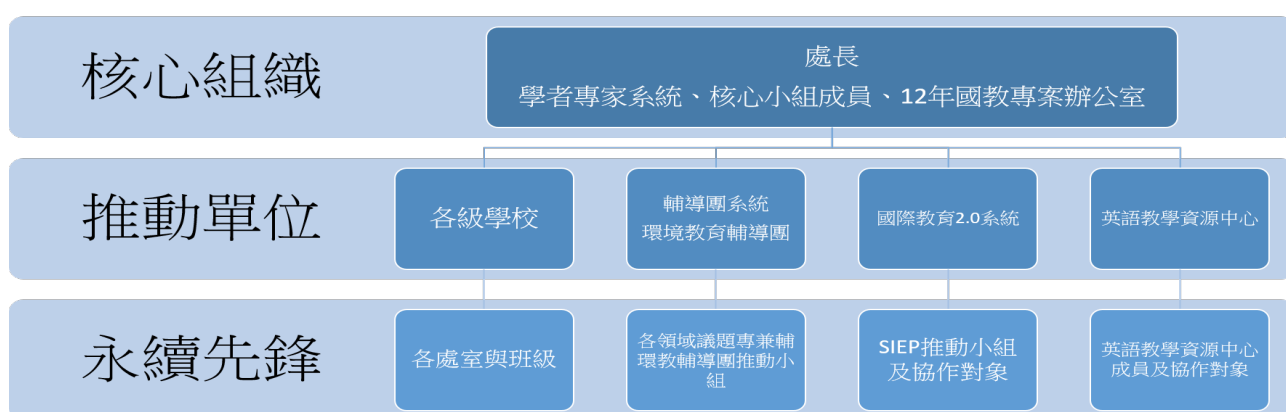 核心組織
處長
學者專家系統、核心小組成員、12年國教專案辦公室
推動單位
各級學校
輔導團系統
環境教育輔導團
國際教育2.0系統
英語教學資源中心
永續先鋒
各處室與班級
各領域議題專兼輔
環教輔導團推動小
組
SIEP推動小組
及協作對象
英語教學資源中心
成員及協作對象